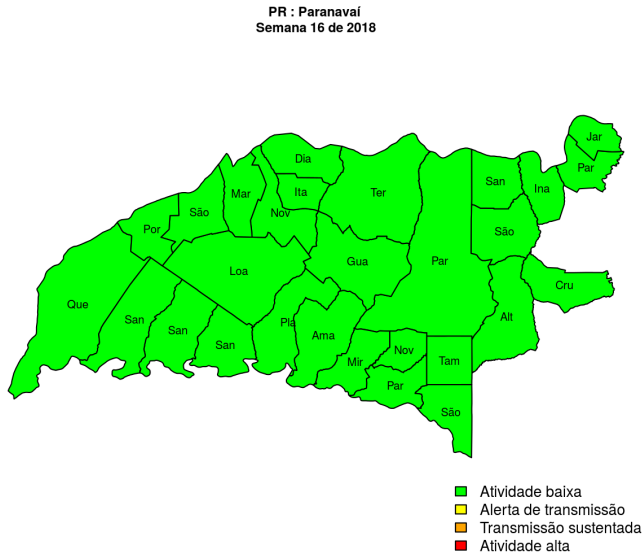 PR : Paranavaí
Semana 16 de 2018
Jar
Dia
Par
Ita
Ter
San
Ina
Mar
São
Nov
Por
São
Loa
Gua
Par
Cru
Que
San
San
San
Pla
Ama
Alt
Mir
Nov
Tam
Par
São
Atividade baixa
Alerta de transmissão
Transmissão sustentada
Atividade alta